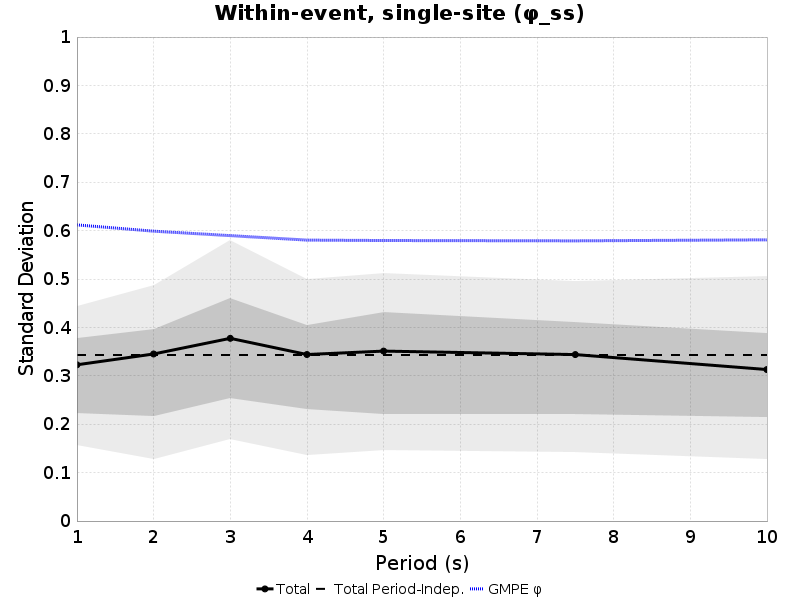 Within-event, single-site (φ_ss)
1
0.9
0.8
0.7
0.6
0.5
0.4
0.3
0.2
0.1
0
Standard Deviation
1 2 3 4 5 6 7 8 9 10
Period (s)
Total Total Period-Indep. GMPE φ